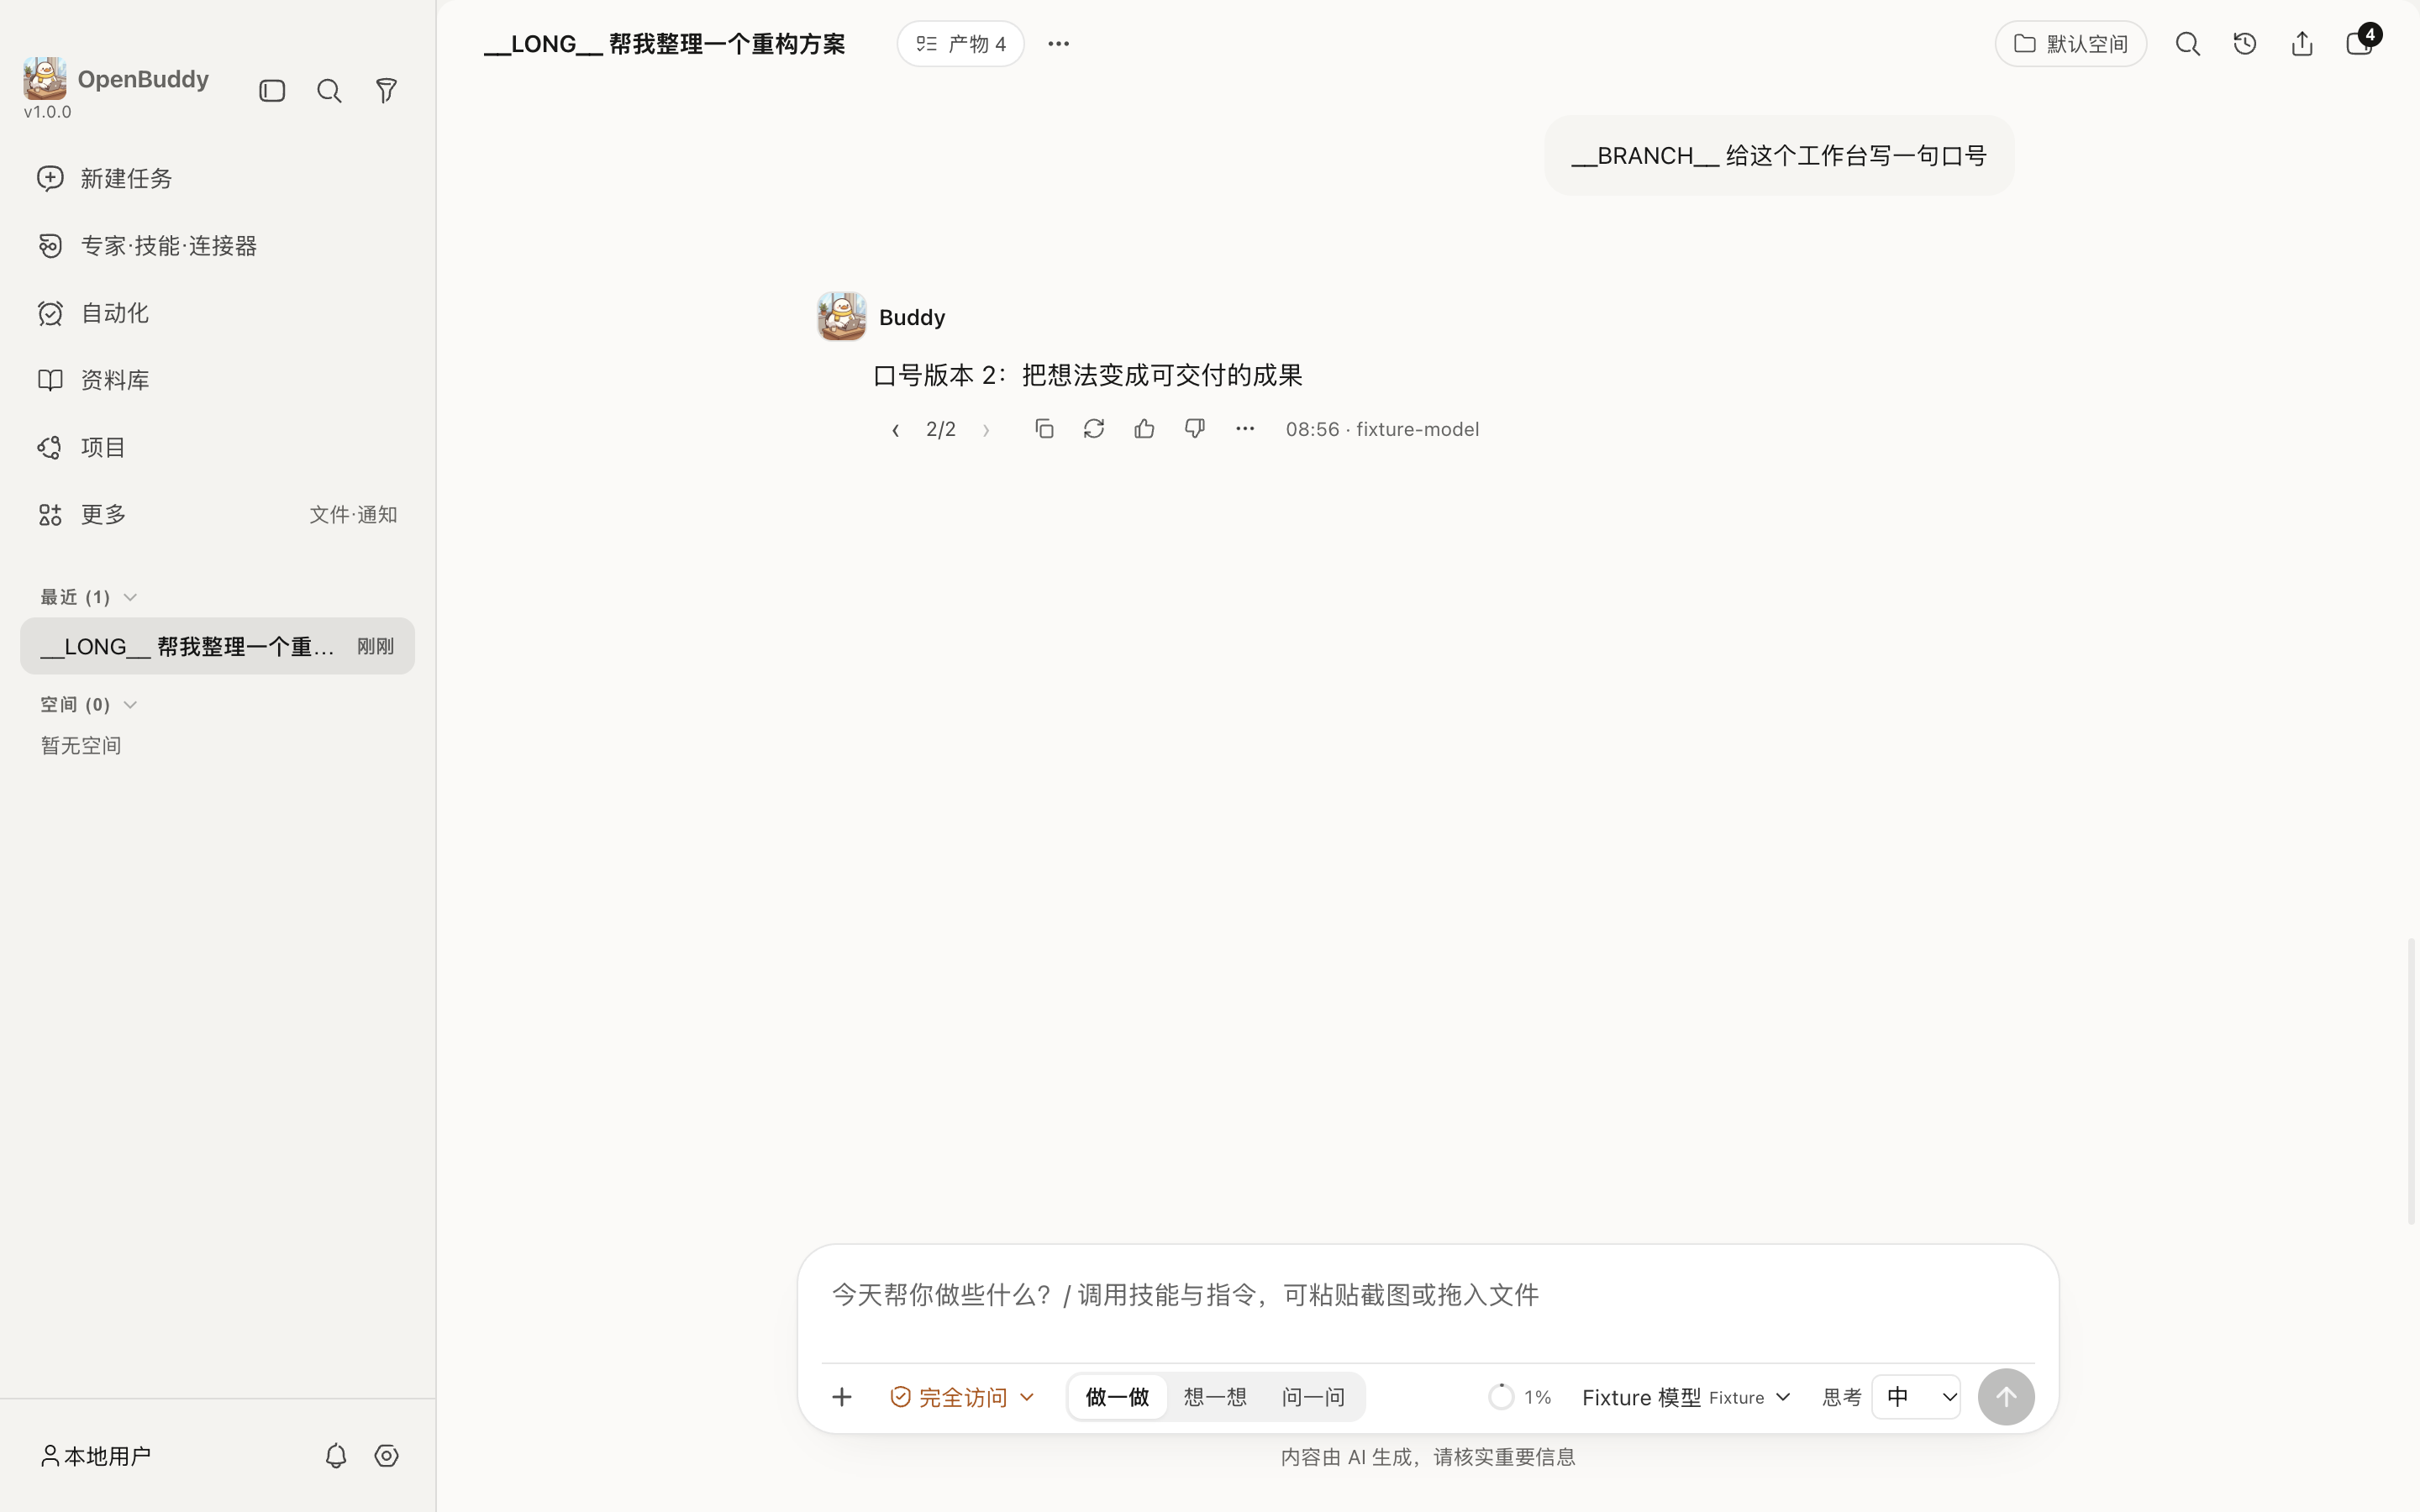 OpenBuddy
v1.0.0
新建任务
专家·技能·连接器
自动化
资料库
项目
更多 文件·通知
最近 (1)
__LONG__ 帮我整理一个重… 刚刚
空间 (0)
暂无空间
本地用户
__LONG__ 帮我整理一个重构方案 产物 4 默认空间 4
__BRANCH__ 给这个工作台写一句口号
Buddy
口号版本 2：把想法变成可交付的成果
2/2 08:56 · fixture-model
今天帮你做些什么？/ 调用技能与指令，可粘贴截图或拖入文件
完全访问 做一做 想一想 问一问 1% Fixture 模型 Fixture 思考 中
内容由 AI 生成，请核实重要信息